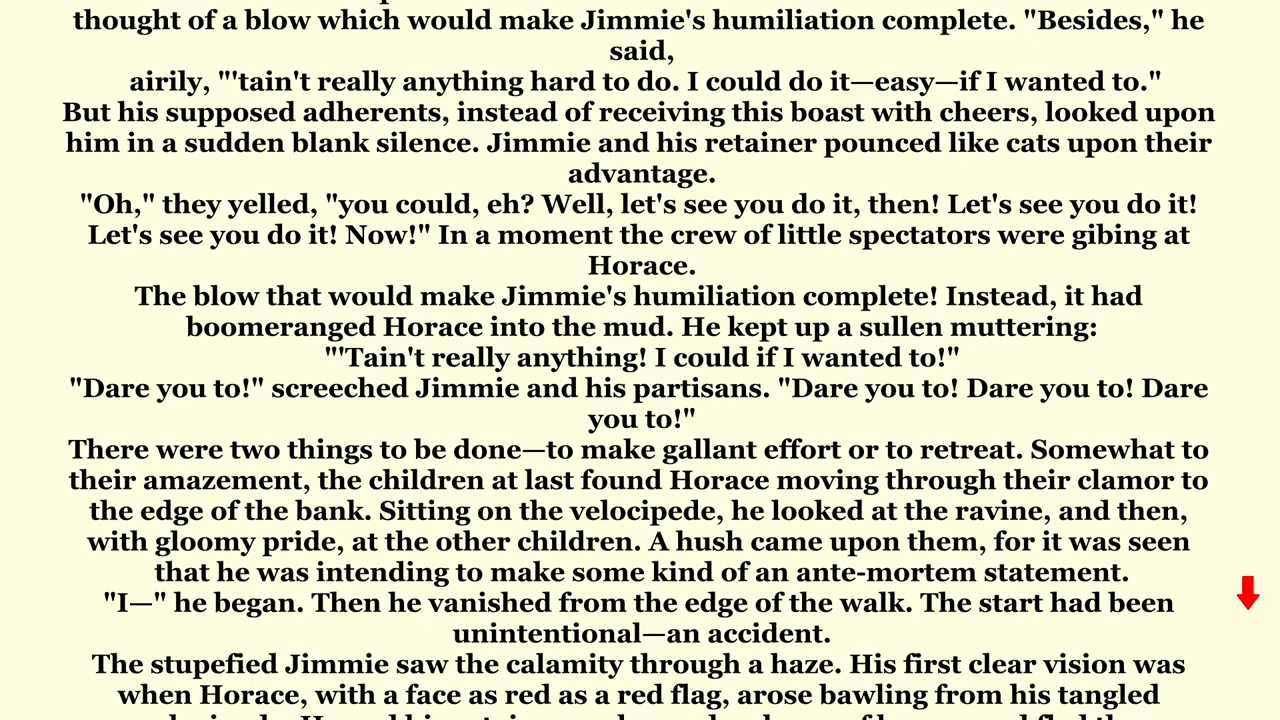 thought of a blow which would make Jimmie's humiliation complete. "Besides," he
said,
airily, "'tain't really anything hard to do. I could do it—easy—if I wanted to."
But his supposed adherents, instead of receiving this boast with cheers, looked upon
him in a sudden blank silence. Jimmie and his retainer pounced like cats upon their
advantage.
"Oh," they yelled, "you could, eh? Well, let's see you do it, then! Let's see you do it!
Let's see you do it! Now!" In a moment the crew of little spectators were gibing at
Horace.
The blow that would make Jimmie's humiliation complete! Instead, it had
boomeranged Horace into the mud. He kept up a sullen muttering:
"'Tain't really anything! I could if I wanted to!"
"Dare you to!" screeched Jimmie and his partisans. "Dare you to! Dare you to! Dare
you to!"
There were two things to be done—to make gallant effort or to retreat. Somewhat to
their amazement, the children at last found Horace moving through their clamor to
the edge of the bank. Sitting on the velocipede, he looked at the ravine, and then,
with gloomy pride, at the other children. A hush came upon them, for it was seen
that he was intending to make some kind of an ante-mortem statement.
"I—" he began. Then he vanished from the edge of the walk. The start had been
unintentional—an accident.
The stupefied Jimmie saw the calamity through a haze. His first clear vision was
when Horace, with a face as red as a red flag, arose bawling from his tangled